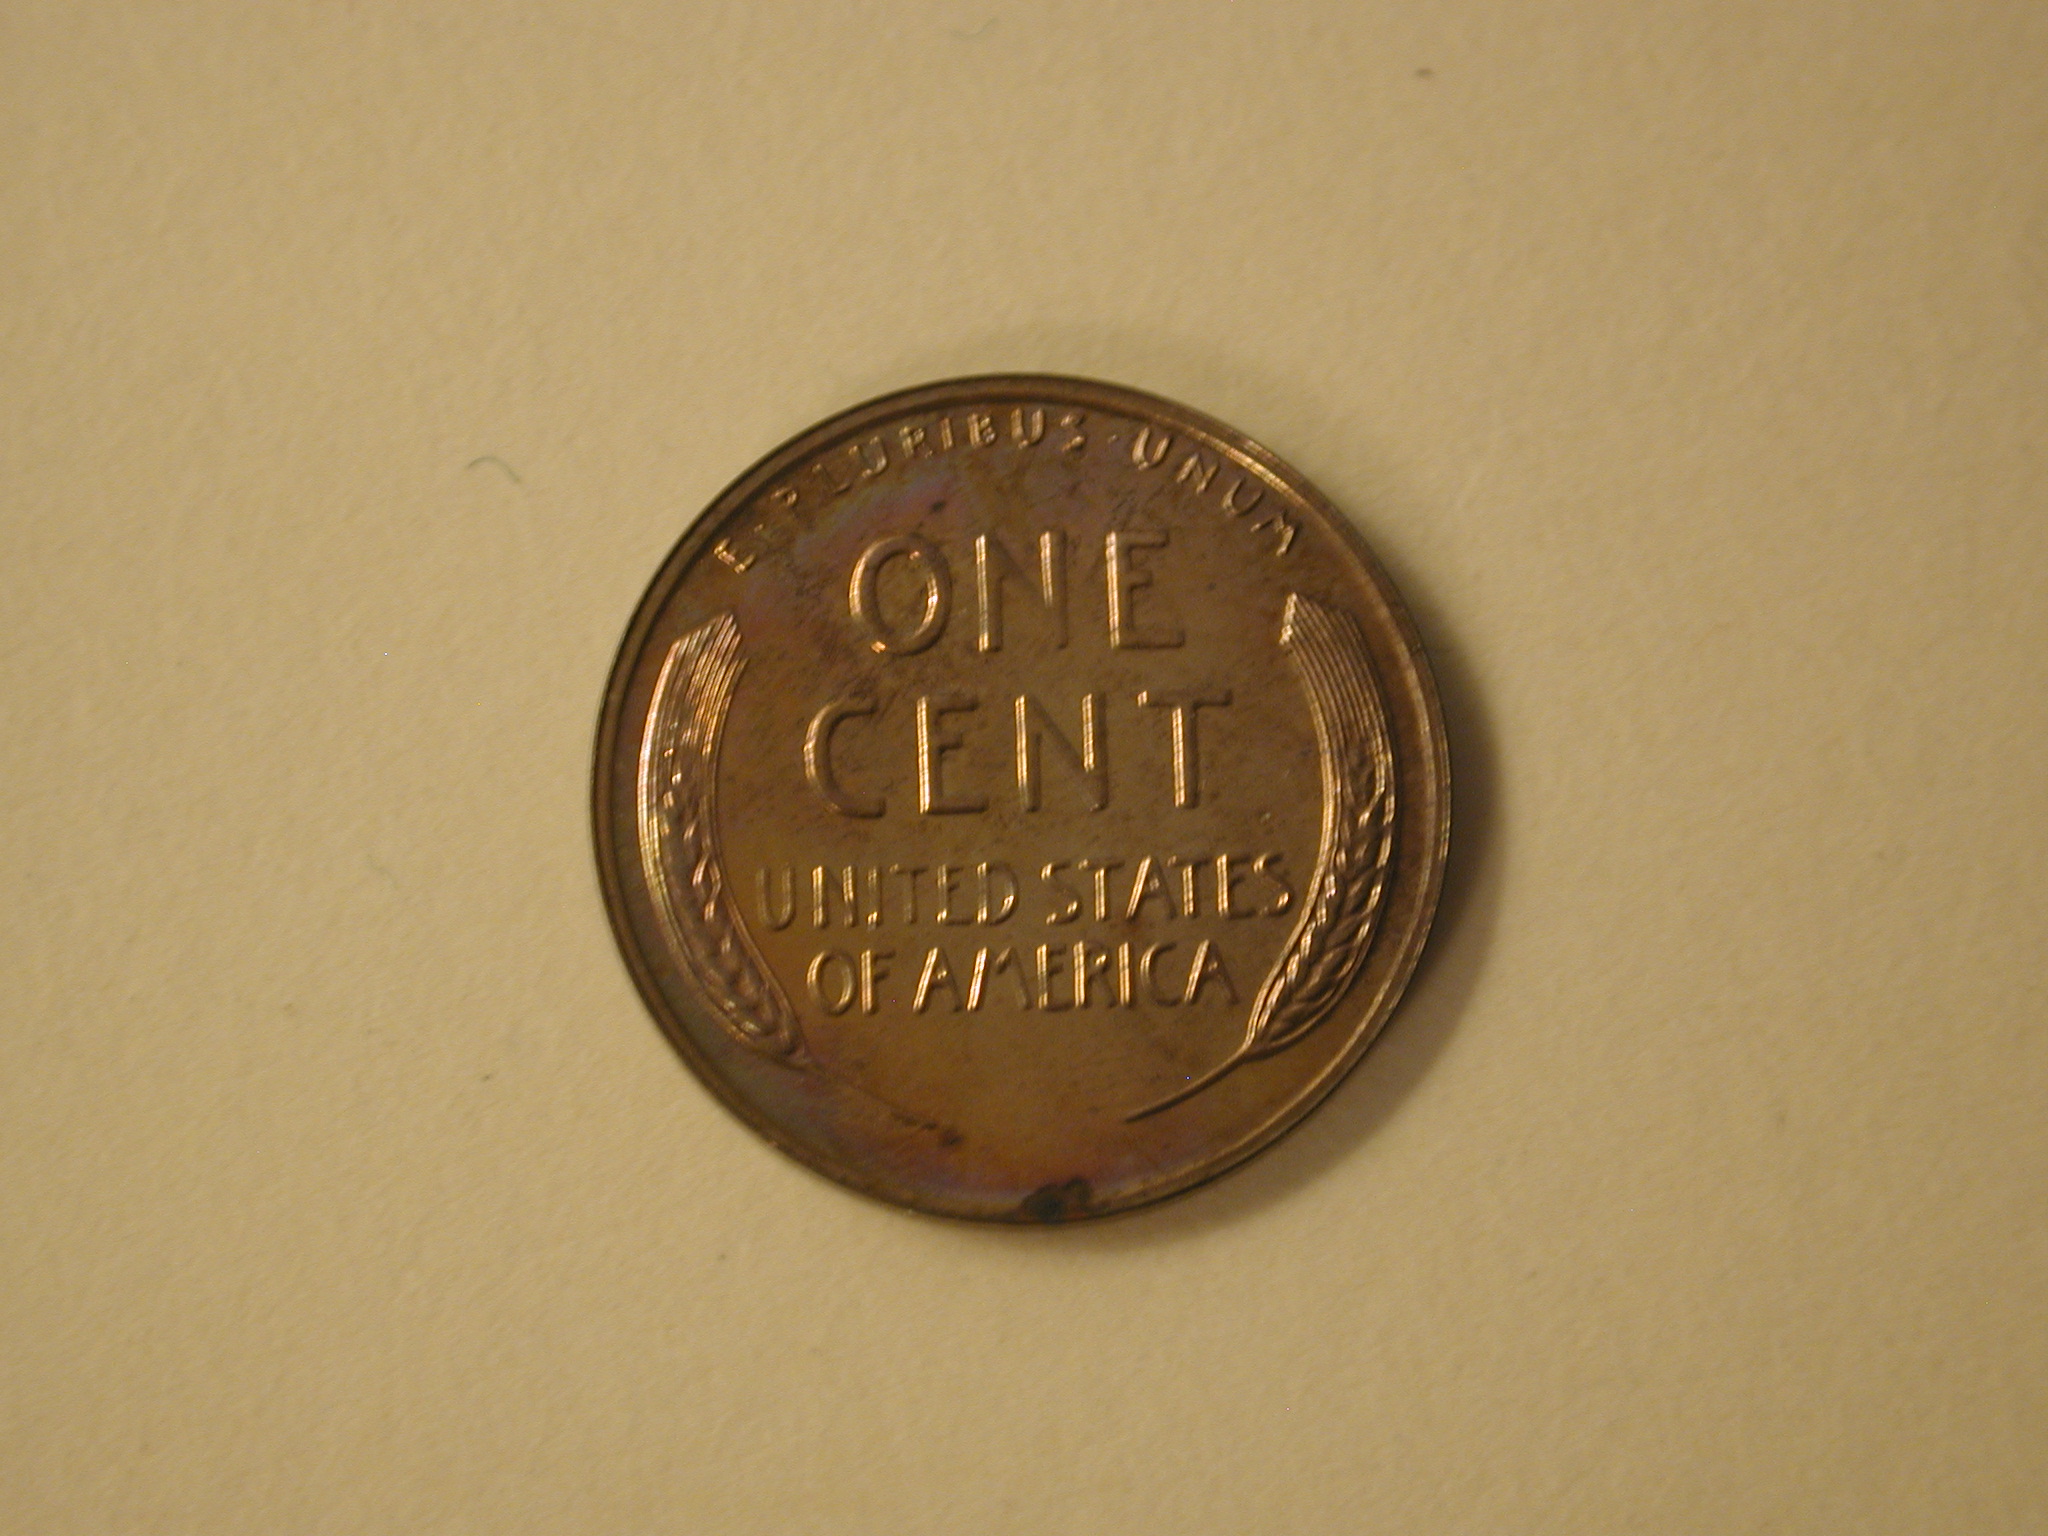 E·PLURIBUS·UNUM
ONE
CENT
UNITED STATES
OF AMERICA